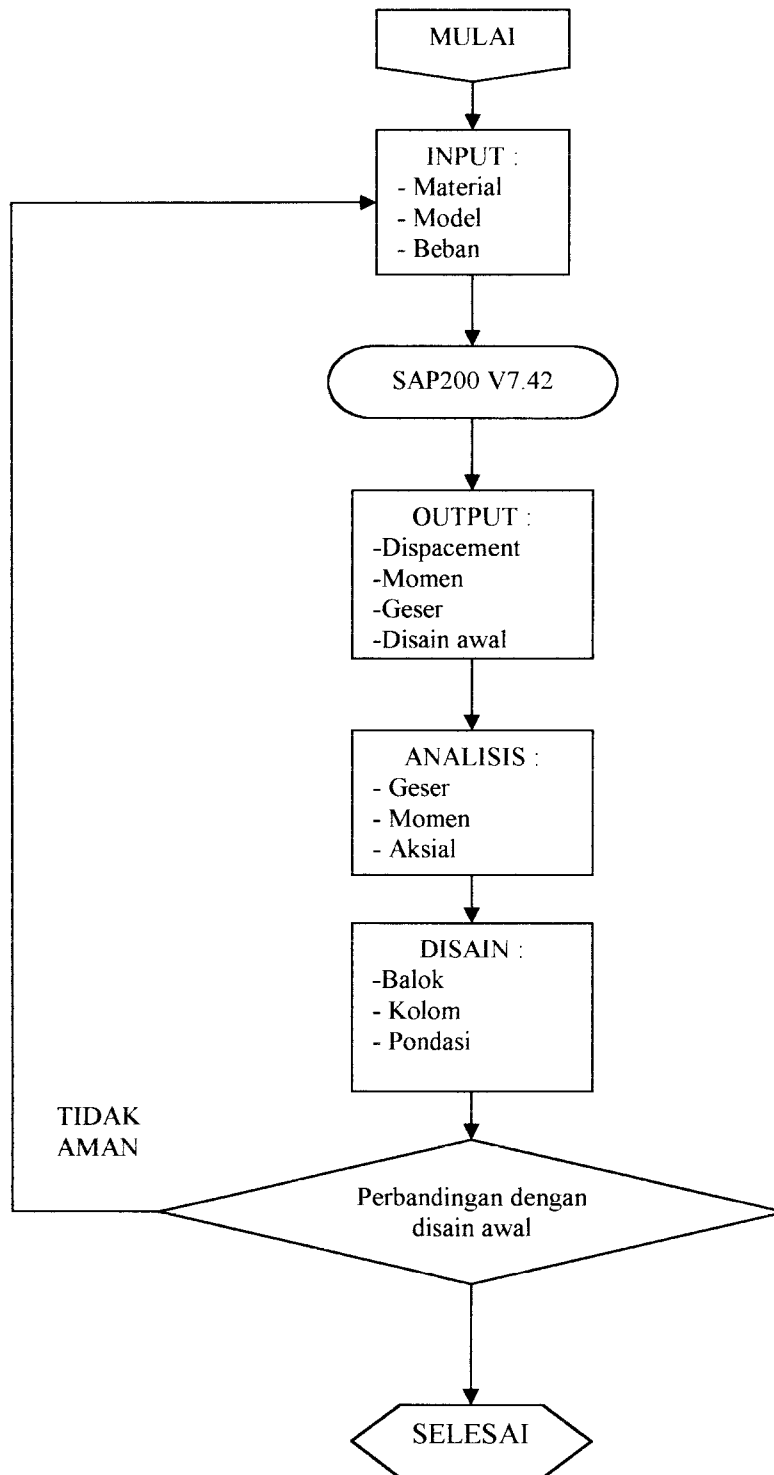 MULAI
INPUT :
- Material
- Model
- Beban
SAP200 V7.42
OUTPUT :
-Dispacement
-Momen
-Geser
-Disain awal
ANALISIS :
- Geser
- Momen
- Aksial
DISAIN :
-Balok
- Kolom
- Pondasi
TIDAK
AMAN
Perbandingan dengan
disain awal
SELESAI